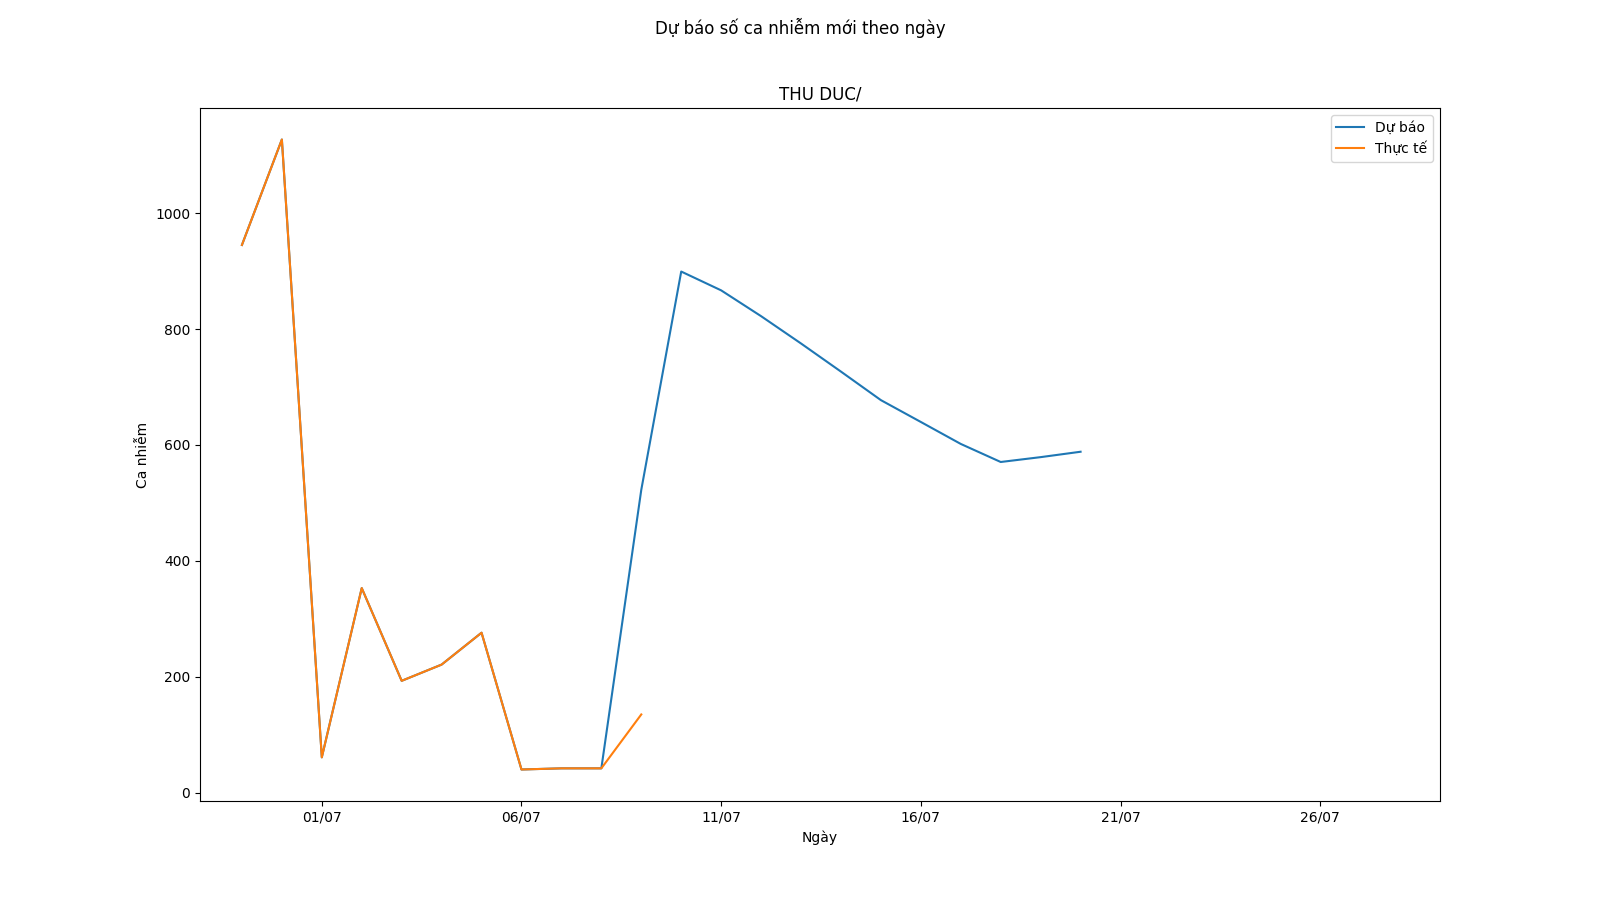 Dự báo số ca nhiễm mới theo ngày
THU DUC/
Dự báo
Thực tế
1000
800
600
400
200
0
Ca nhiễm
01/07
06/07
11/07
16/07
21/07
26/07
Ngày